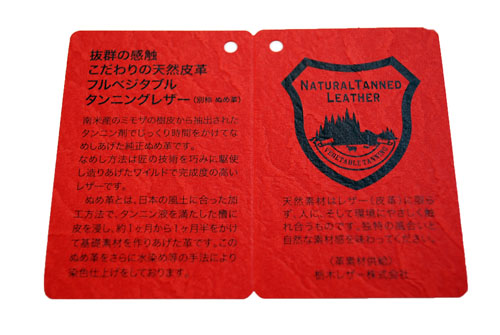 抜群の感触
こだわりの天然皮革
フルベジタブル
タンニングレザー(別称 ぬめ革)
南米産のミモザの樹皮から抽出された
タンニン剤でじっくり時間をかけてな
めしあげた純正ぬめ革です。
なめし方法は匠の技術を巧みに駆使
し造りあげたワイルドで完成度の高い
レザーです。
ぬめ革とは、日本の風土に合った加
工方法で、タンニン液を満たした槽に
皮を浸し、約1ヶ月から1ヶ月半をかけ
て基礎素材を作りあげた革です。この
ぬめ革をさらに水染め等の手法により
染色仕上げをしております。
NATURAL TANNED
LEATHER
VEGETABLE TANNING
天然素材はレザー(皮革)に限ら
ず、人に、そして環境にやさしく触
れ合うものです。独特の風合いと
自然な素材感を味わってください。
(革素材供給)
栃木レザー株式会社